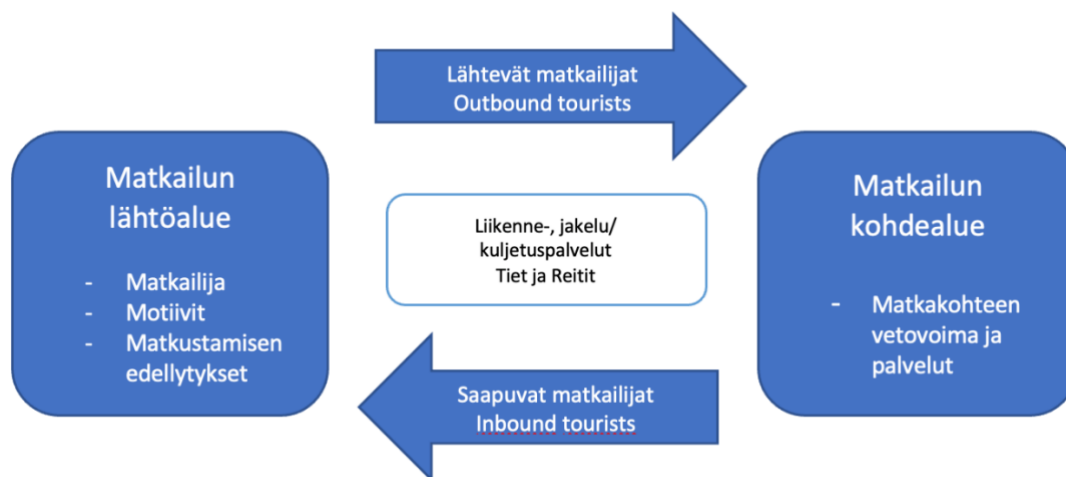 Lähtevät matkailijat
Outbound tourists
Matkailun
lähtöalue
- Matkailija
- Motiivit
- Matkustamisen
edellytykset
Liikenne-, jakelu/
kuljetuspalvelut
Tiet ja Reitit
Matkailun
kohdealue
- Matkakohteen
vetovoima ja
palvelut
Saapuvat matkailijat
Inbound tourists